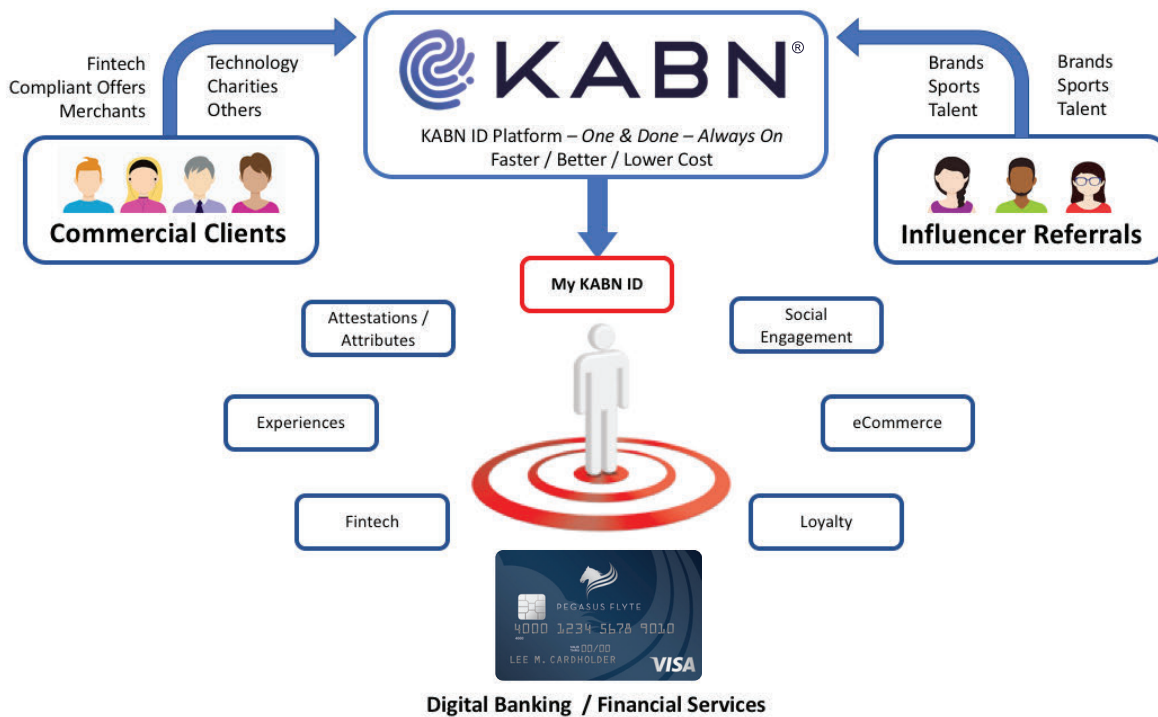 Fintech
Compliant Offers
Merchants
Technology
Charities
Others
KABN®
KABN ID Platform – One & Done – Always On
Faster / Better / Lower Cost
Brands
Sports
Talent
Brands
Sports
Talent
Commercial Clients
Influencer Referrals
My KABN ID
Attestations /
Attributes
Social
Engagement
Experiences
eCommerce
Fintech
Loyalty
PEGASUS FLYTE
4000 1234 5678 9010
00/00
LEE M. CARDHOLDER
VISA
Digital Banking / Financial Services